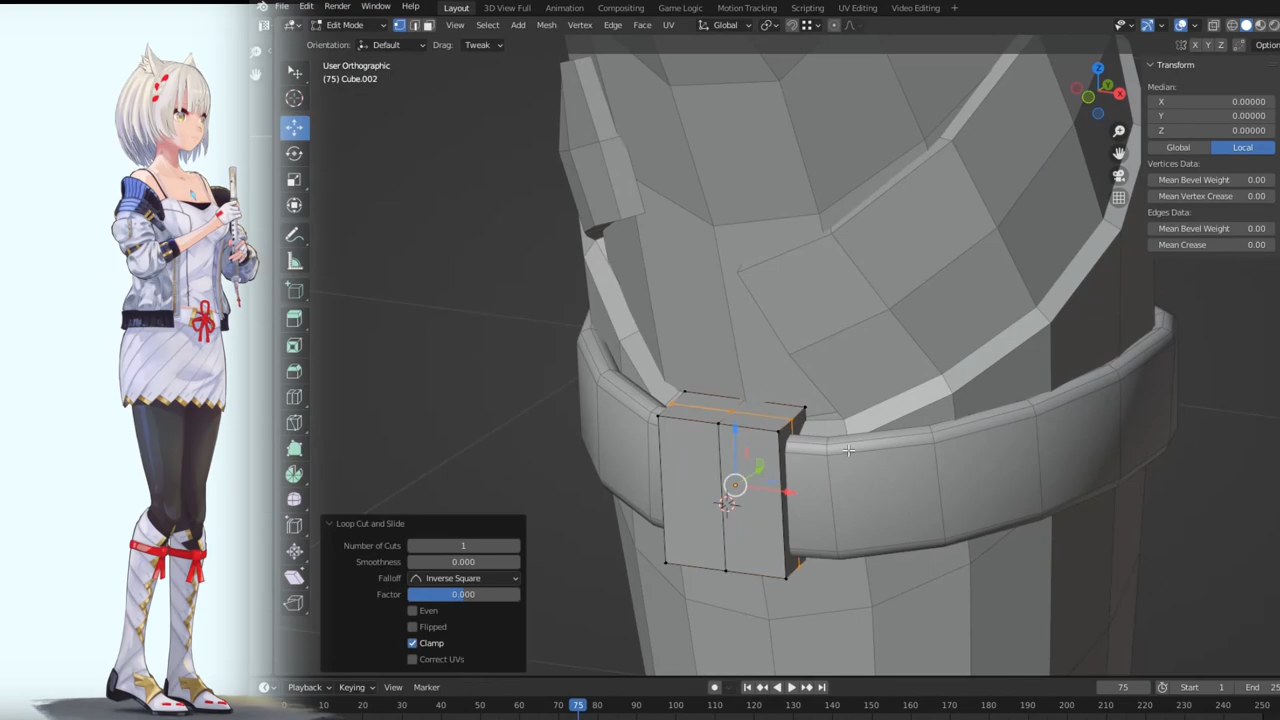 File Edit Render Window Help Layout 3D View Full Animation Compositing Game Logic Motion Tracking Scripting UV Editing Video Editing +
Edit Mode View Select Add Mesh Vertex Edge Face UV Global
Orientation: Default Drag: Tweak X Y Z Option
User Orthographic
(75) Cube.002
Z
Y
X
Transform
Median:
X 0.00000
Y 0.00000
Z 0.00000
Global Local
Vertices Data:
Mean Bevel Weight 0.00
Mean Vertex Crease 0.00
Edges Data:
Mean Bevel Weight 0.00
Mean Crease 0.00
Loop Cut and Slide
Number of Cuts 1
Smoothness 0.000
Falloff Inverse Square
Factor 0.000
Even
Flipped
Clamp
Correct UVs
Playback Keying View Marker 75 Start 1 End 25
0 10 20 30 40 50 60 70 75 80 90 100 110 120 130 140 150 160 170 180 190 200 210 220 230 240 250